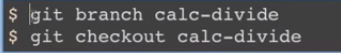 $ git branch calc-divide
$ git checkout calc-divide